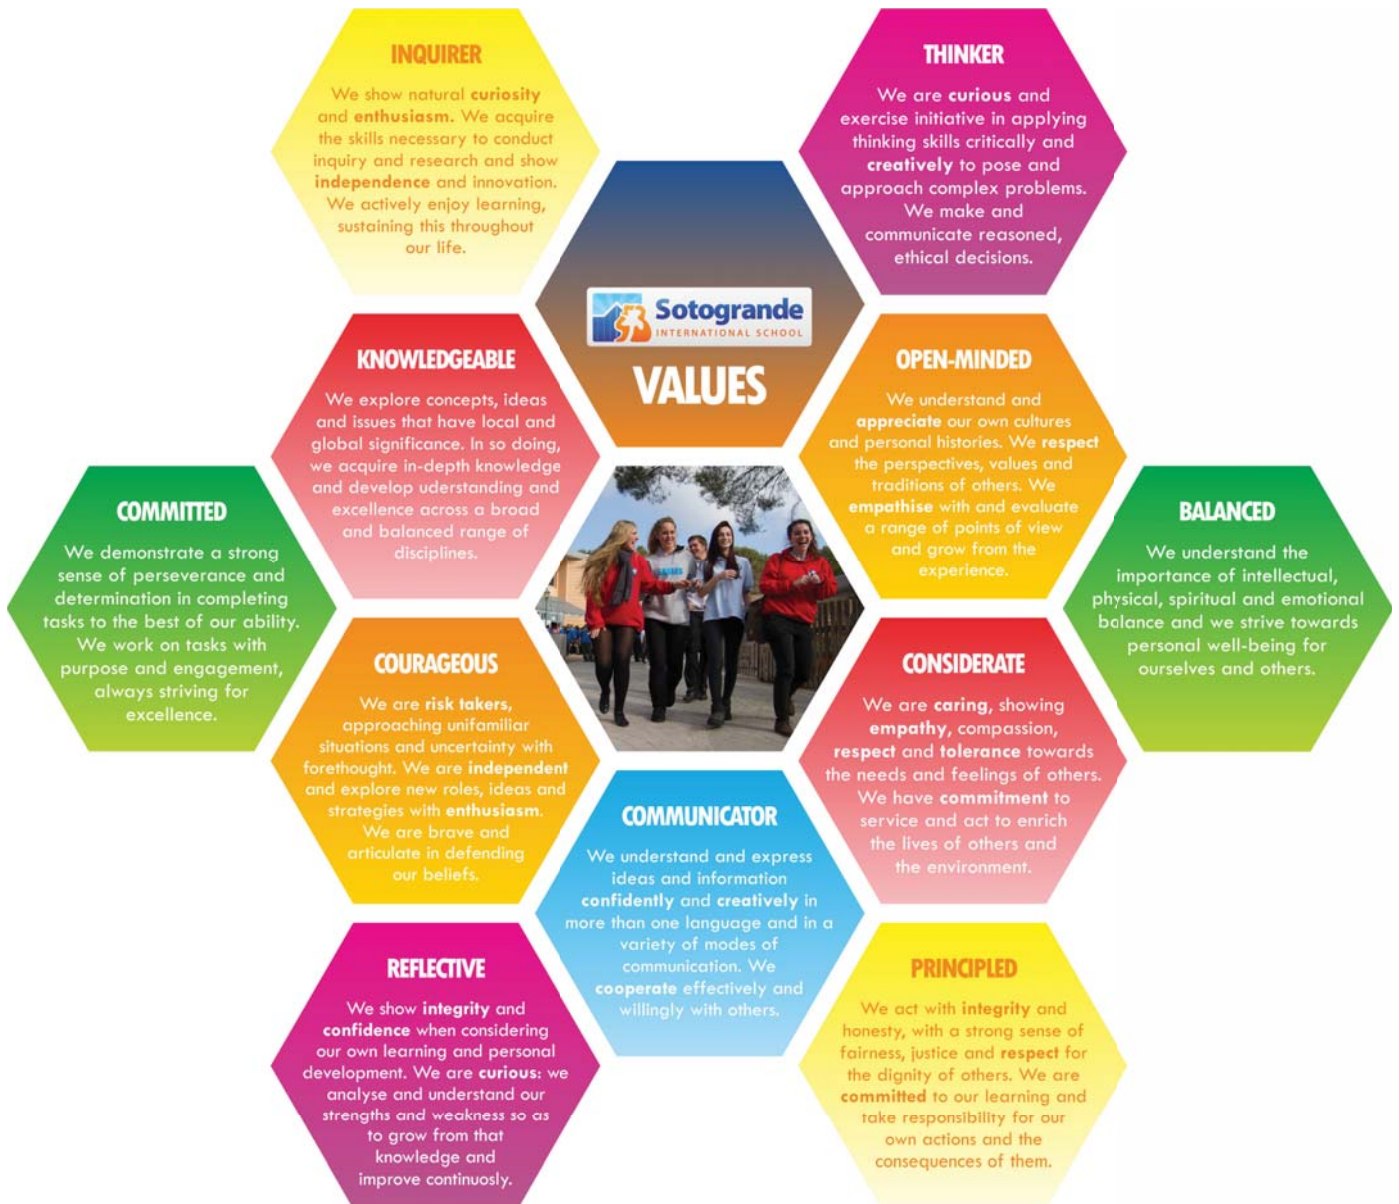 INQUIRER
We show natural curiosity
and enthusiasm. We acquire
the skills necessary to conduct
inquiry and research and show
independence and innovation.
We actively enjoy learning,
sustaining this throughout
our life.
THINKER
We are curious and
exercise initiative in applying
thinking skills critically and
creatively to pose and
approach complex problems.
We make and
communicate reasoned,
ethical decisions.
Sotogrande
INTERNATIONAL SCHOOL
VALUES
KNOWLEDGEABLE
We explore concepts, ideas
and issues that have local and
global significance. In so doing,
we acquire in-depth knowledge
and develop uderstanding and
excellence across a broad
and balanced range of
disciplines.
OPEN-MINDED
We understand and
appreciate our own cultures
and personal histories. We respect
the perspectives, values and
traditions of others. We
empathise with and evaluate
a range of points of view
and grow from the
experience.
COMMITTED
We demonstrate a strong
sense of perseverance and
determination in completing
tasks to the best of our ability.
We work on tasks with
purpose and engagement,
always striving for
excellence.
BALANCED
We understand the
importance of intellectual,
physical, spiritual and emotional
balance and we strive towards
personal well-being for
ourselves and others.
COURAGEOUS
We are risk takers,
approaching unifamiliar
situations and uncertainty with
forethought. We are independent
and explore new roles, ideas and
strategies with enthusiasm.
We are brave and
articulate in defending
our beliefs.
CONSIDERATE
We are caring, showing
empathy, compassion,
respect and tolerance towards
the needs and feelings of others.
We have commitment to
service and act to enrich
the lives of others and
the environment.
COMMUNICATOR
We understand and express
ideas and information
confidently and creatively in
more than one language and in a
variety of modes of
communication. We
cooperate effectively and
willingly with others.
REFLECTIVE
We show integrity and
confidence when considering
our own learning and personal
development. We are curious: we
analyse and understand our
strengths and weakness so as
to grow from that
knowledge and
improve continuosly.
PRINCIPLED
We act with integrity and
honesty, with a strong sense of
fairness, justice and respect for
the dignity of others. We are
committed to our learning and
take responsibility for our
own actions and the
consequences of them.